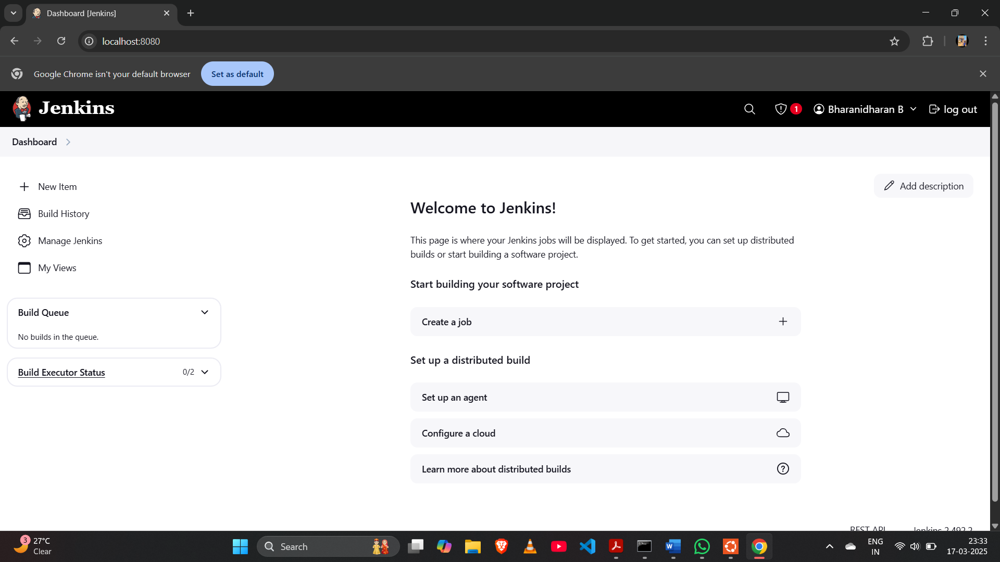 Dashboard [Jenkins]
localhost:8080
Google Chrome isn't your default browser
Set as default
Jenkins
1
Bharanidharan B
log out
Dashboard
New Item
Build History
Manage Jenkins
My Views
Build Queue
No builds in the queue.
Build Executor Status
0/2
Add description
Welcome to Jenkins!
This page is where your Jenkins jobs will be displayed. To get started, you can set up distributed
builds or start building a software project.
Start building your software project
Create a job
Set up a distributed build
Set up an agent
Configure a cloud
Learn more about distributed builds
REST API
Jenkins 2.492.2
3
27°C
Clear
Search
ENG
IN
23:33
17-03-2025